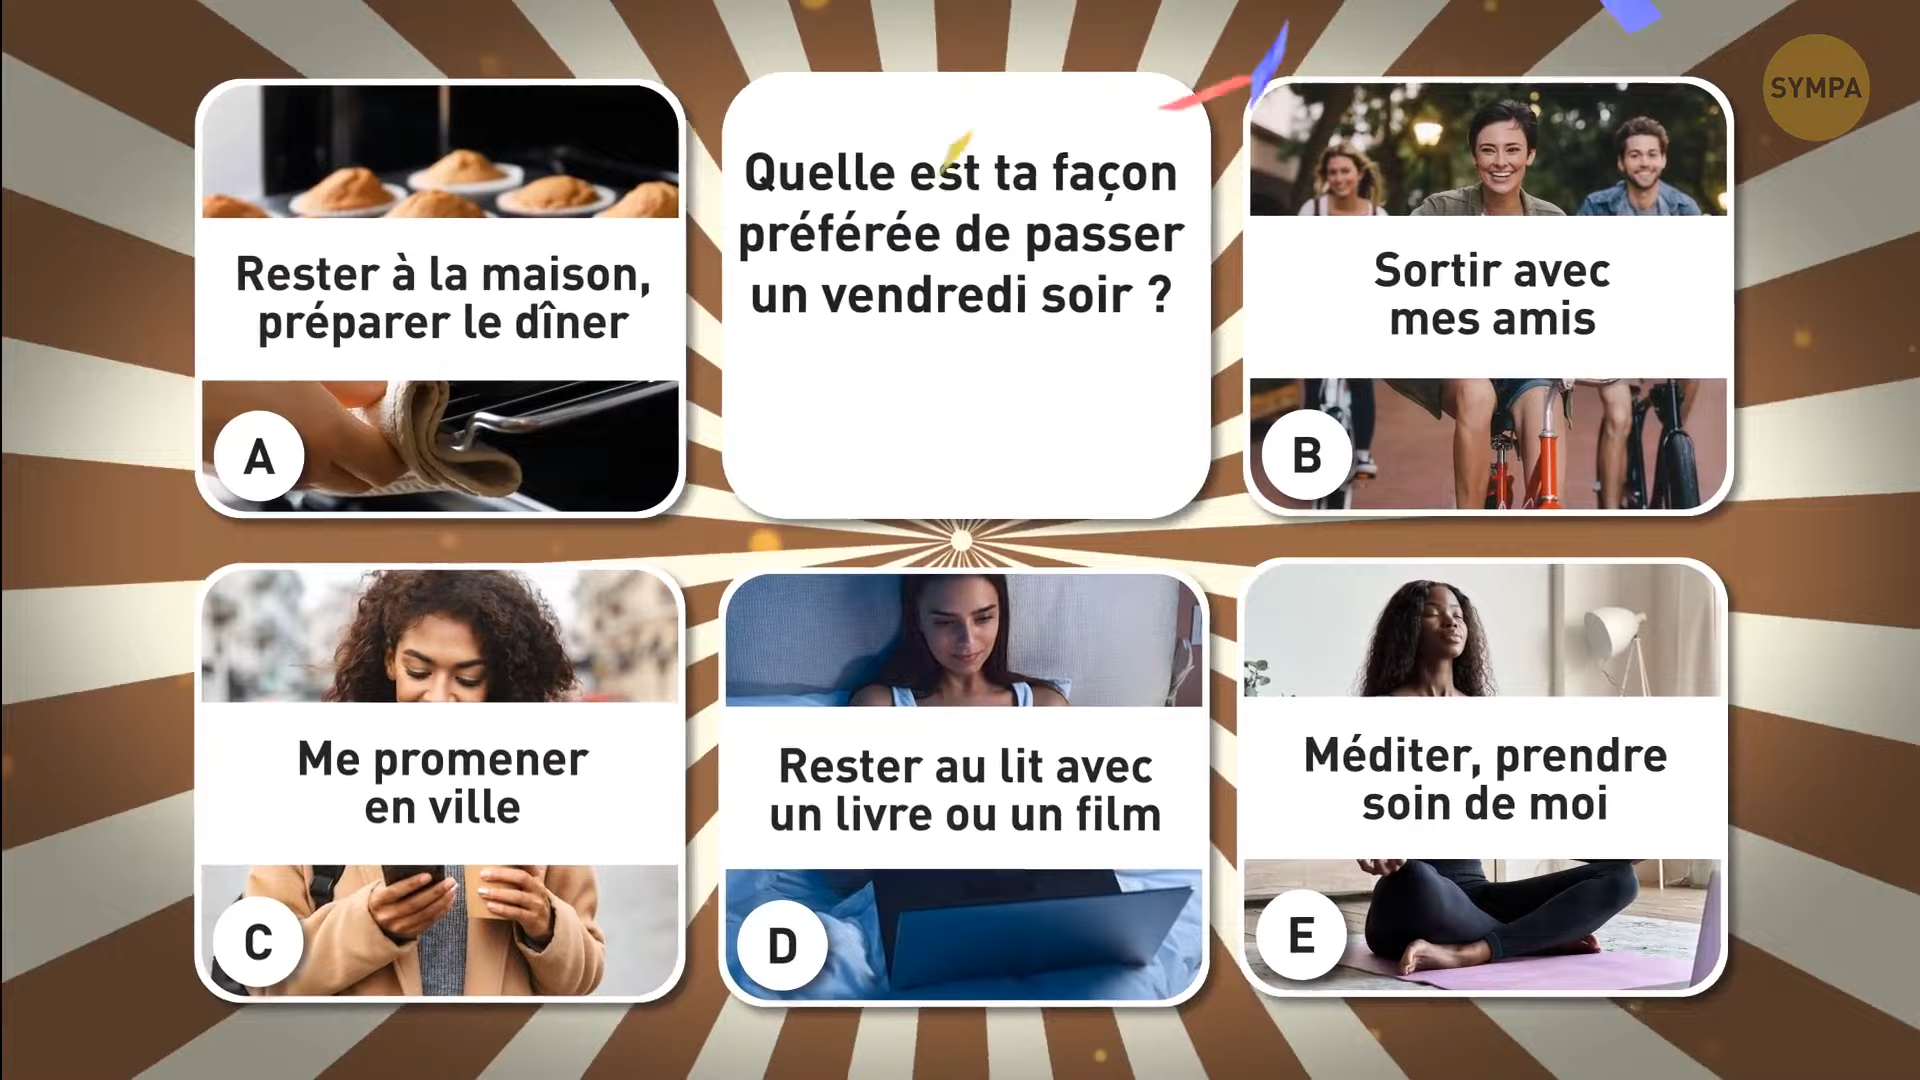 Rester à la maison,
préparer le dîner
A
Quelle est ta façon
préférée de passer
un vendredi soir ?
Sortir avec
mes amis
B
SYMPA
Me promener
en ville
C
Rester au lit avec
un livre ou un film
D
Méditer, prendre
soin de moi
E